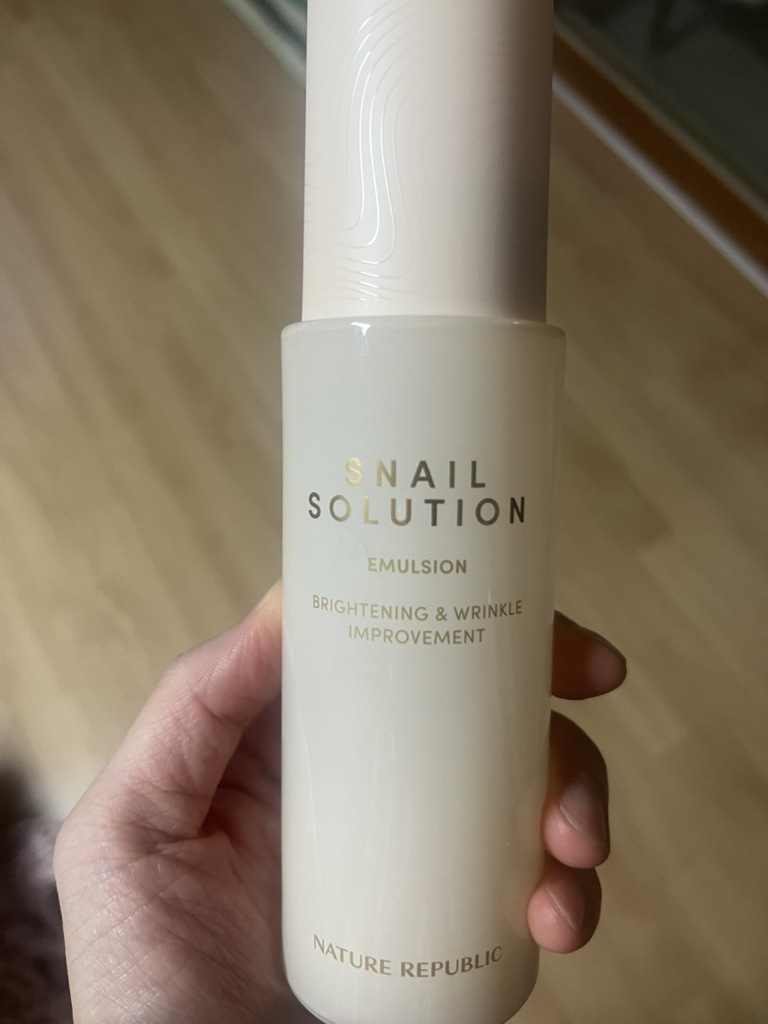 SNAIL
SOLUTION
EMULSION
BRIGHTENING & WRINKLE
IMPROVEMENT
NATURE REPUBLIC